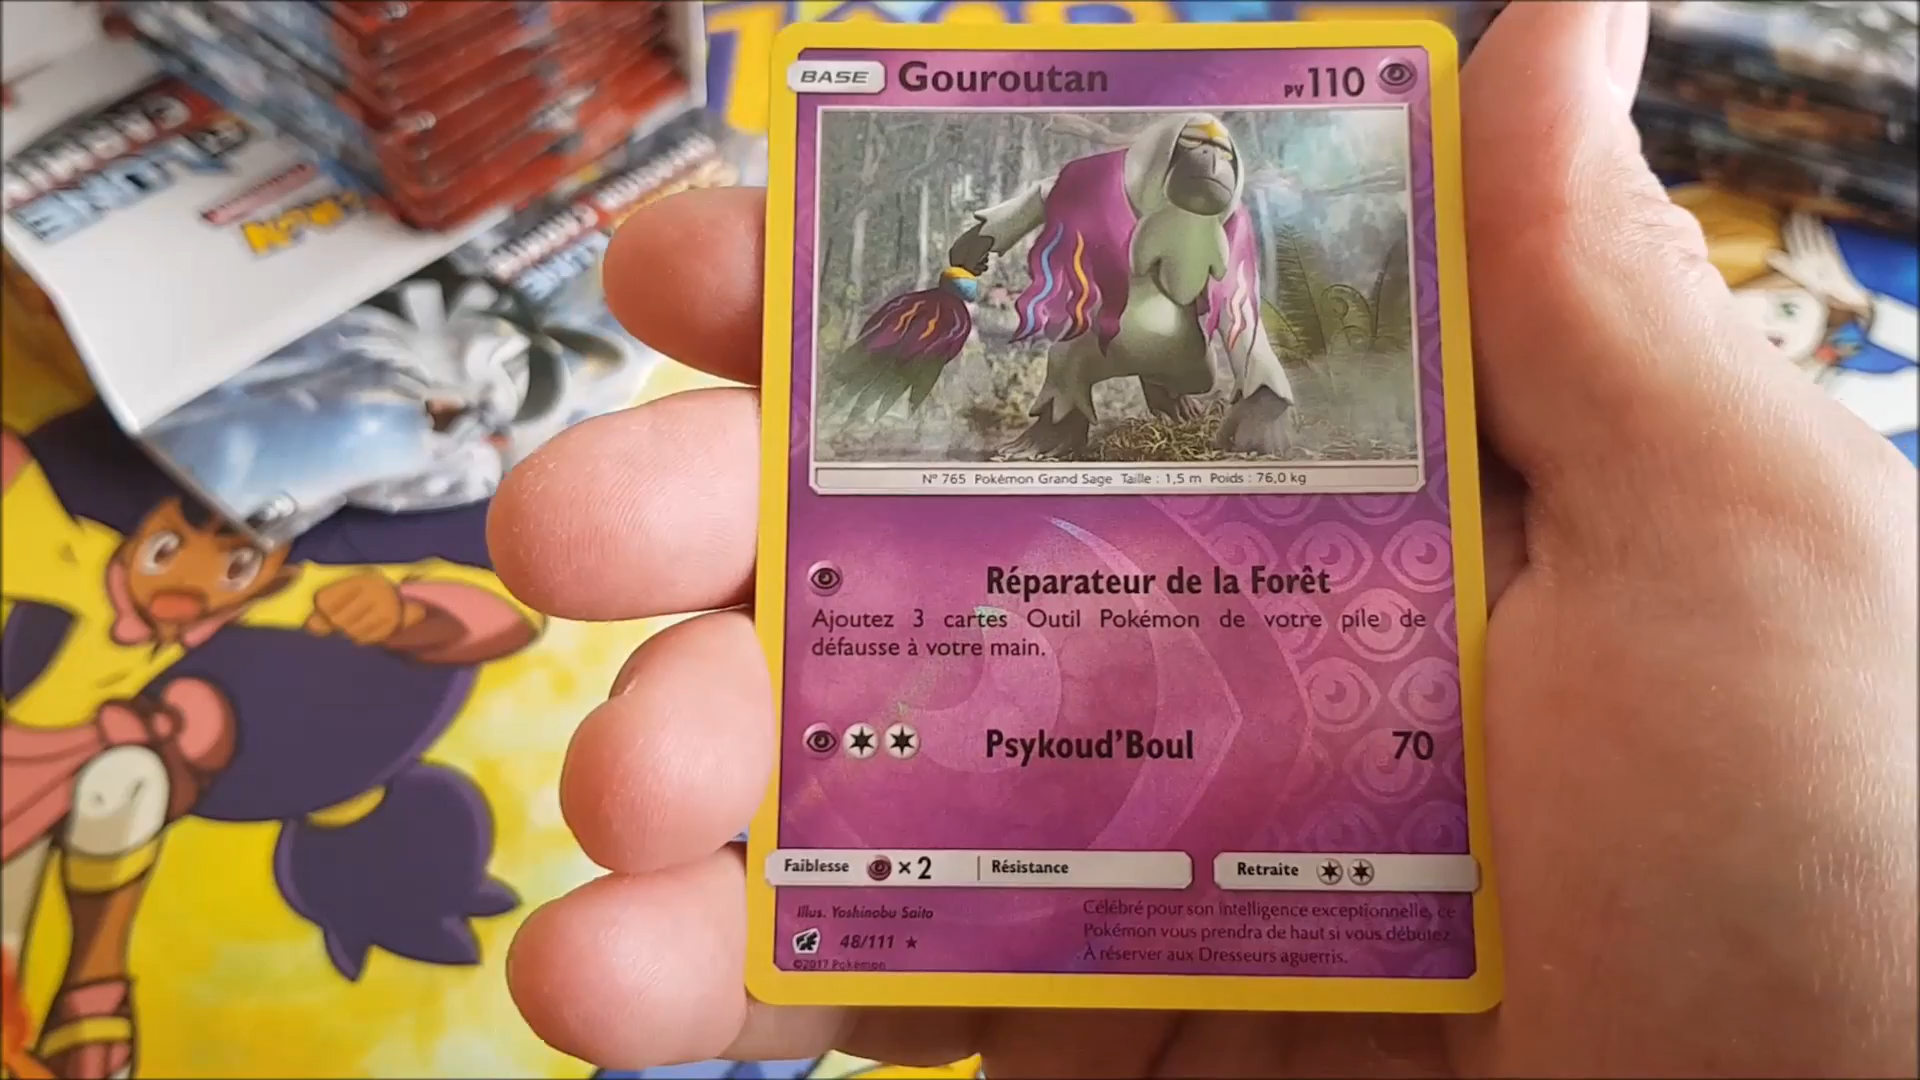 BASE
Gouroutan
PV 110
N° 765 Pokémon Grand Sage Taille : 1,5 m Poids : 76,0 kg
Réparateur de la Forêt
Ajoutez 3 cartes Outil Pokémon de votre pile de
défausse à votre main.
Psykoud'Boul
70
Faiblesse × 2
Résistance
Retraite
Illus. Yoshinobu Saito
48/111 ★
©2017 Pokémon
Célébré pour son intelligence exceptionnelle, ce
Pokémon vous prendra de haut si vous débutez.
À réserver aux Dresseurs aguerris.